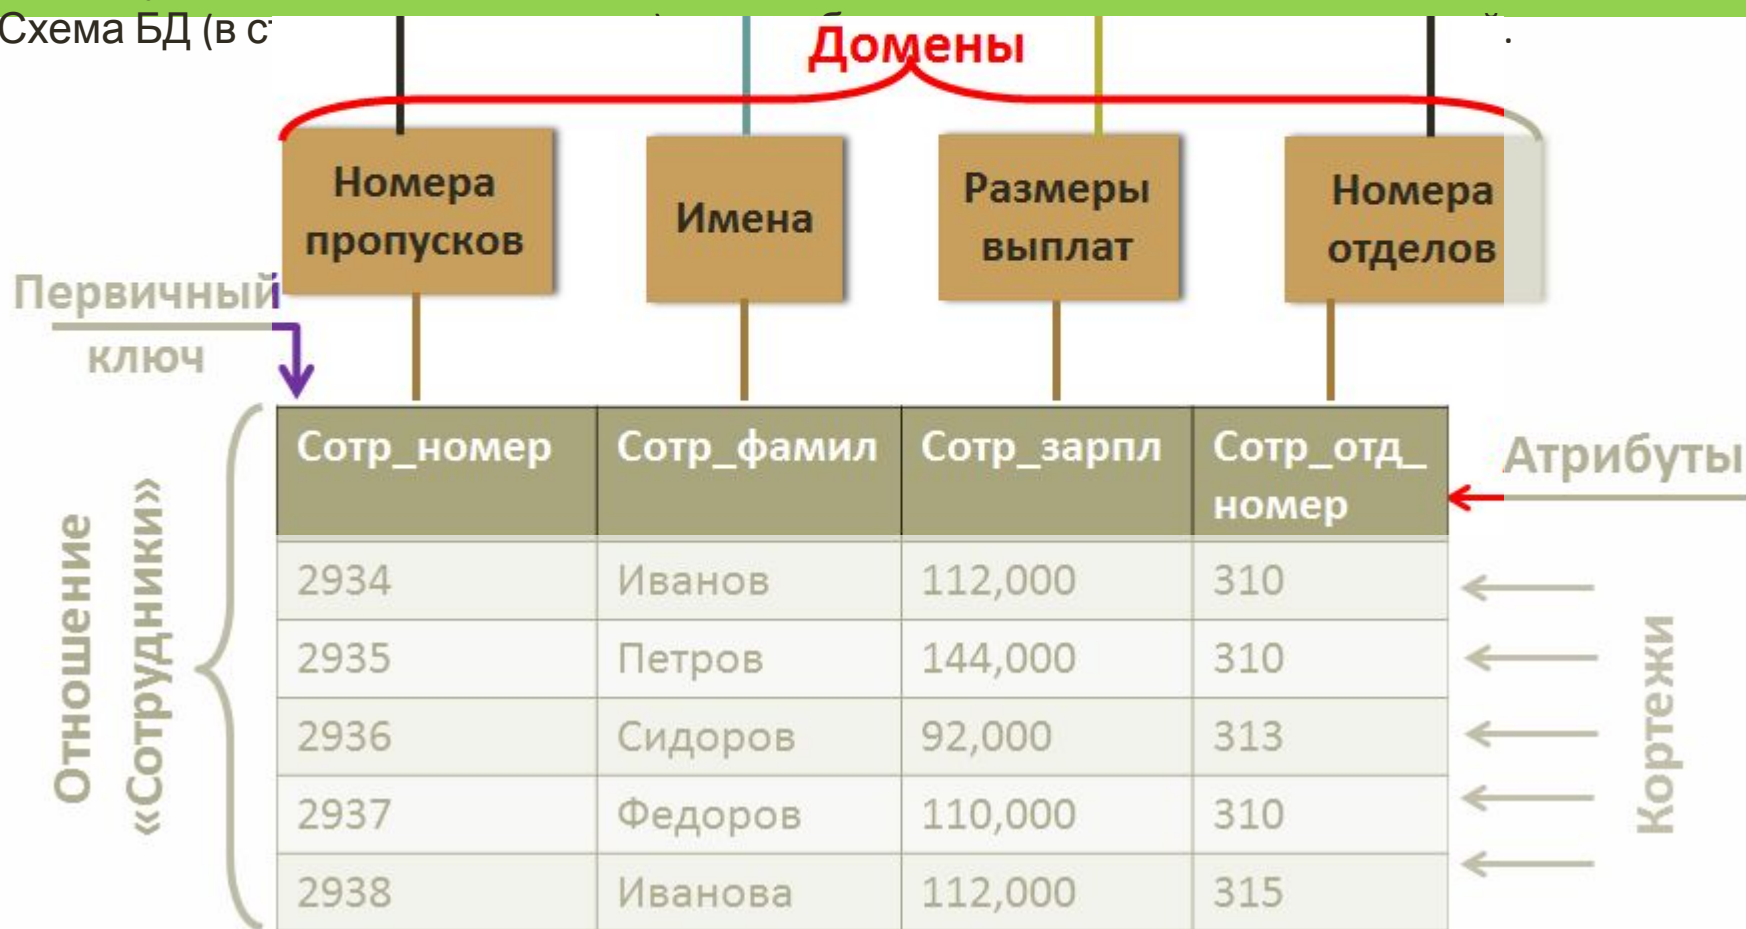 Схема БД (в
Домены
Номера
пропусков
Имена
Размеры
выплат
Номера
отделов
Первичный
ключ
Сотр_номер Сотр_фамил Сотр_зарпл Сотр_отд_
номер
Атрибуты
Отношение
«Сотрудники»
2934 Иванов 112,000 310
2935 Петров 144,000 310
2936 Сидоров 92,000 313
2937 Федоров 110,000 310
2938 Иванова 112,000 315
Кортежи